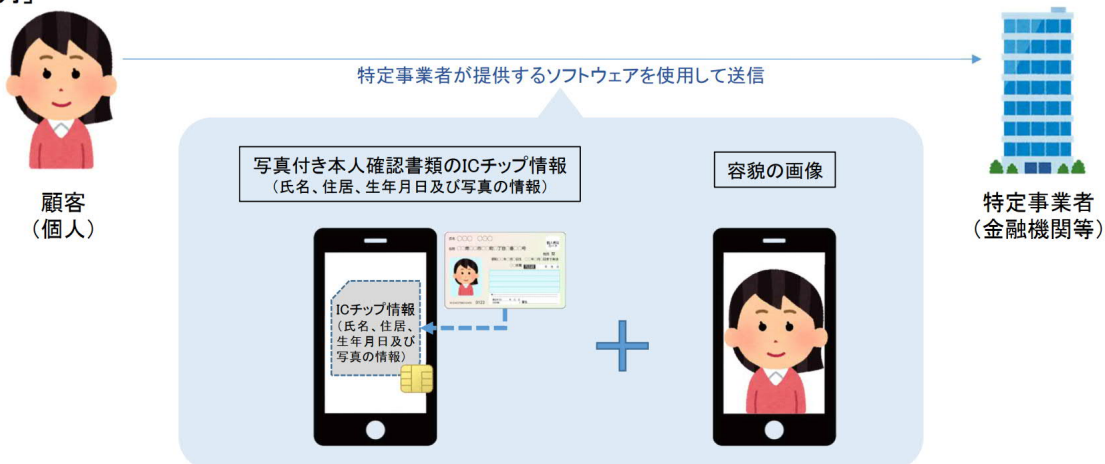 特定事業者が提供するソフトウェアを使用して送信
顧客
（個人）
写真付き本人確認書類のICチップ情報
（氏名、住居、生年月日及び写真の情報）
容貌の画像
特定事業者
（金融機関等）
ICチップ情報
（氏名、住居、
生年月日及び
写真の情報）